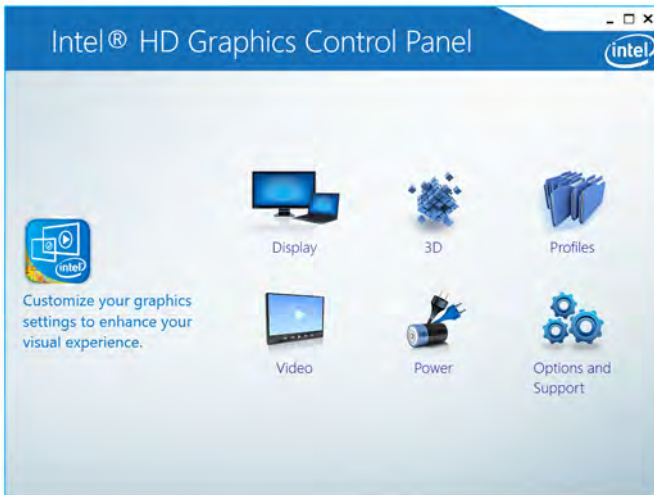 Intel® HD Graphics Control Panel
intel
Display
3D
Profiles
intel
Customize your graphics
settings to enhance your
visual experience.
Video
Power
Options and
Support